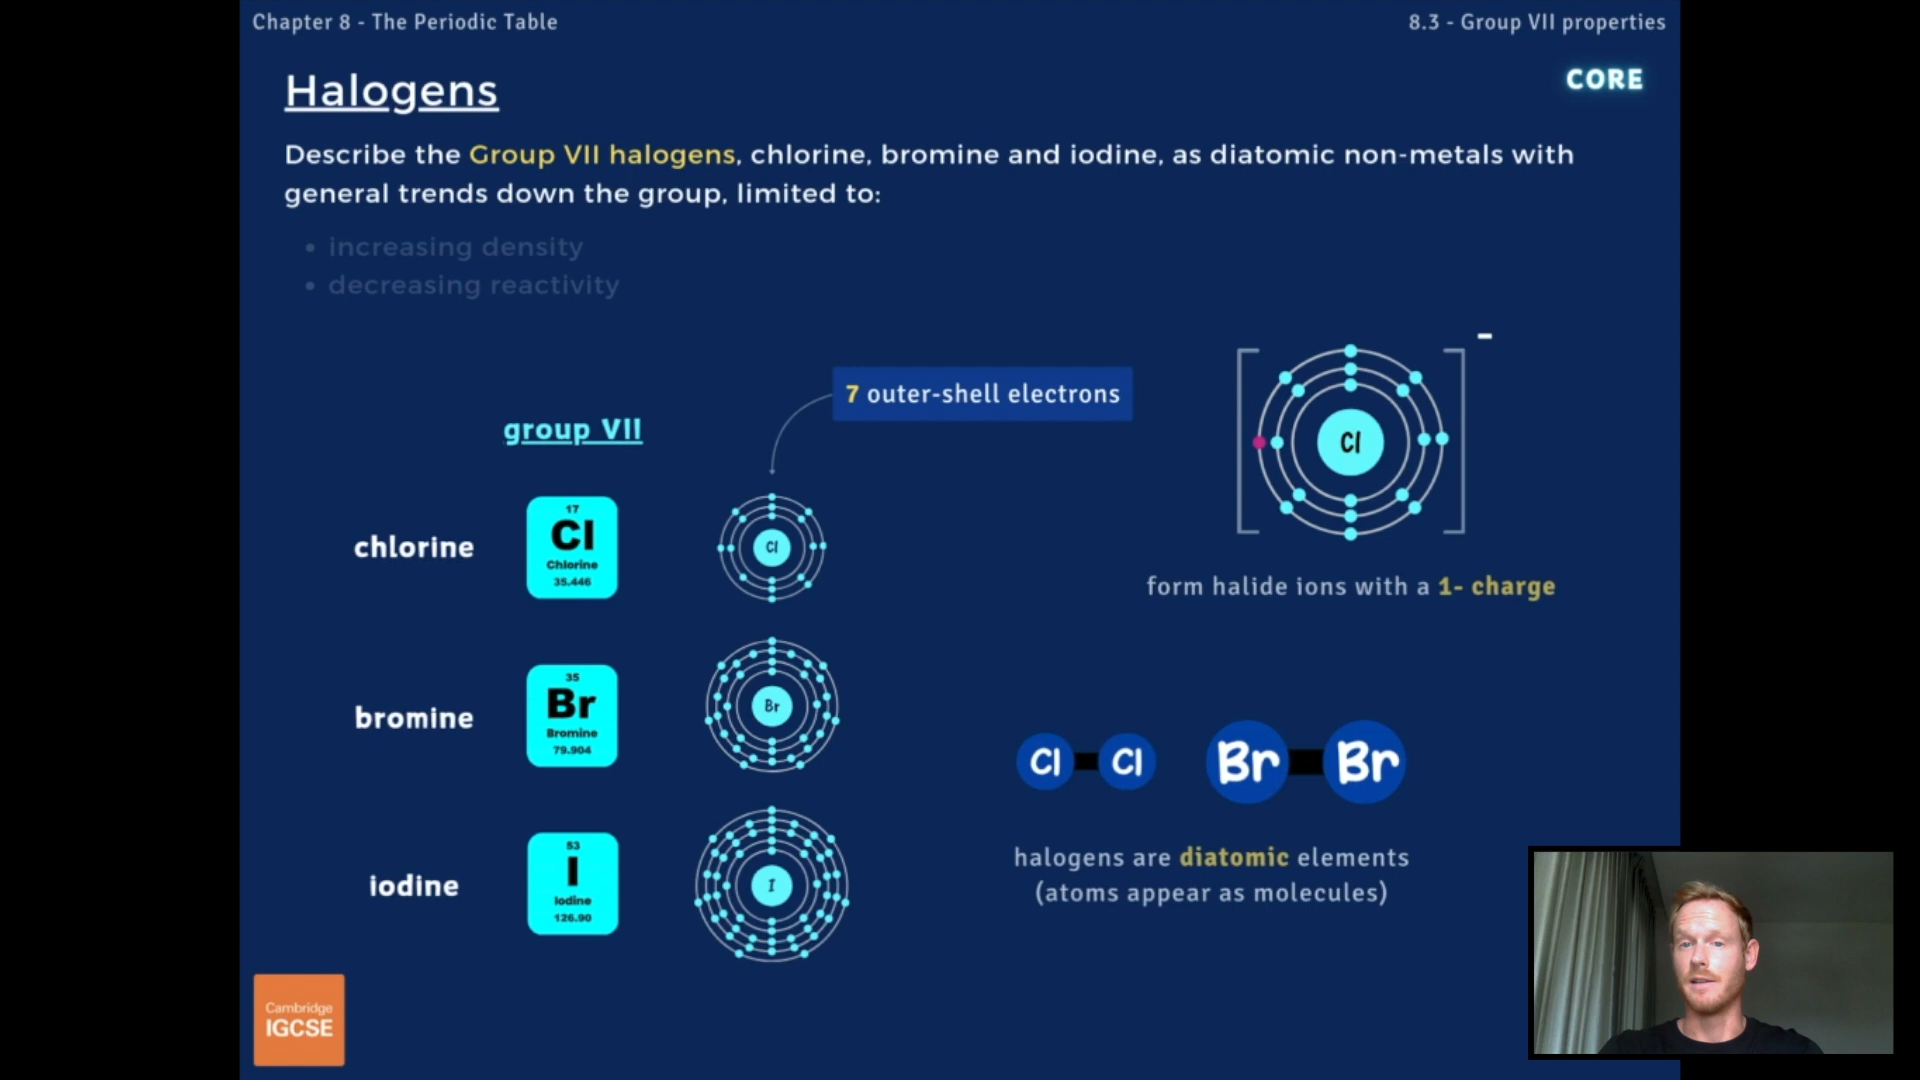 Chapter 8 - The Periodic Table
8.3 - Group VII properties
Halogens
CORE
Describe the Group VII halogens, chlorine, bromine and iodine, as diatomic non-metals with
general trends down the group, limited to:
• increasing density
• decreasing reactivity
7 outer-shell electrons
group VII
-
Cl
form halide ions with a 1- charge
chlorine
17
Cl
Chlorine
35.446
Cl
bromine
35
Br
Bromine
79.904
Br
Cl Cl Br Br
halogens are diatomic elements
(atoms appear as molecules)
iodine
53
I
Iodine
126.90
I
Cambridge
IGCSE